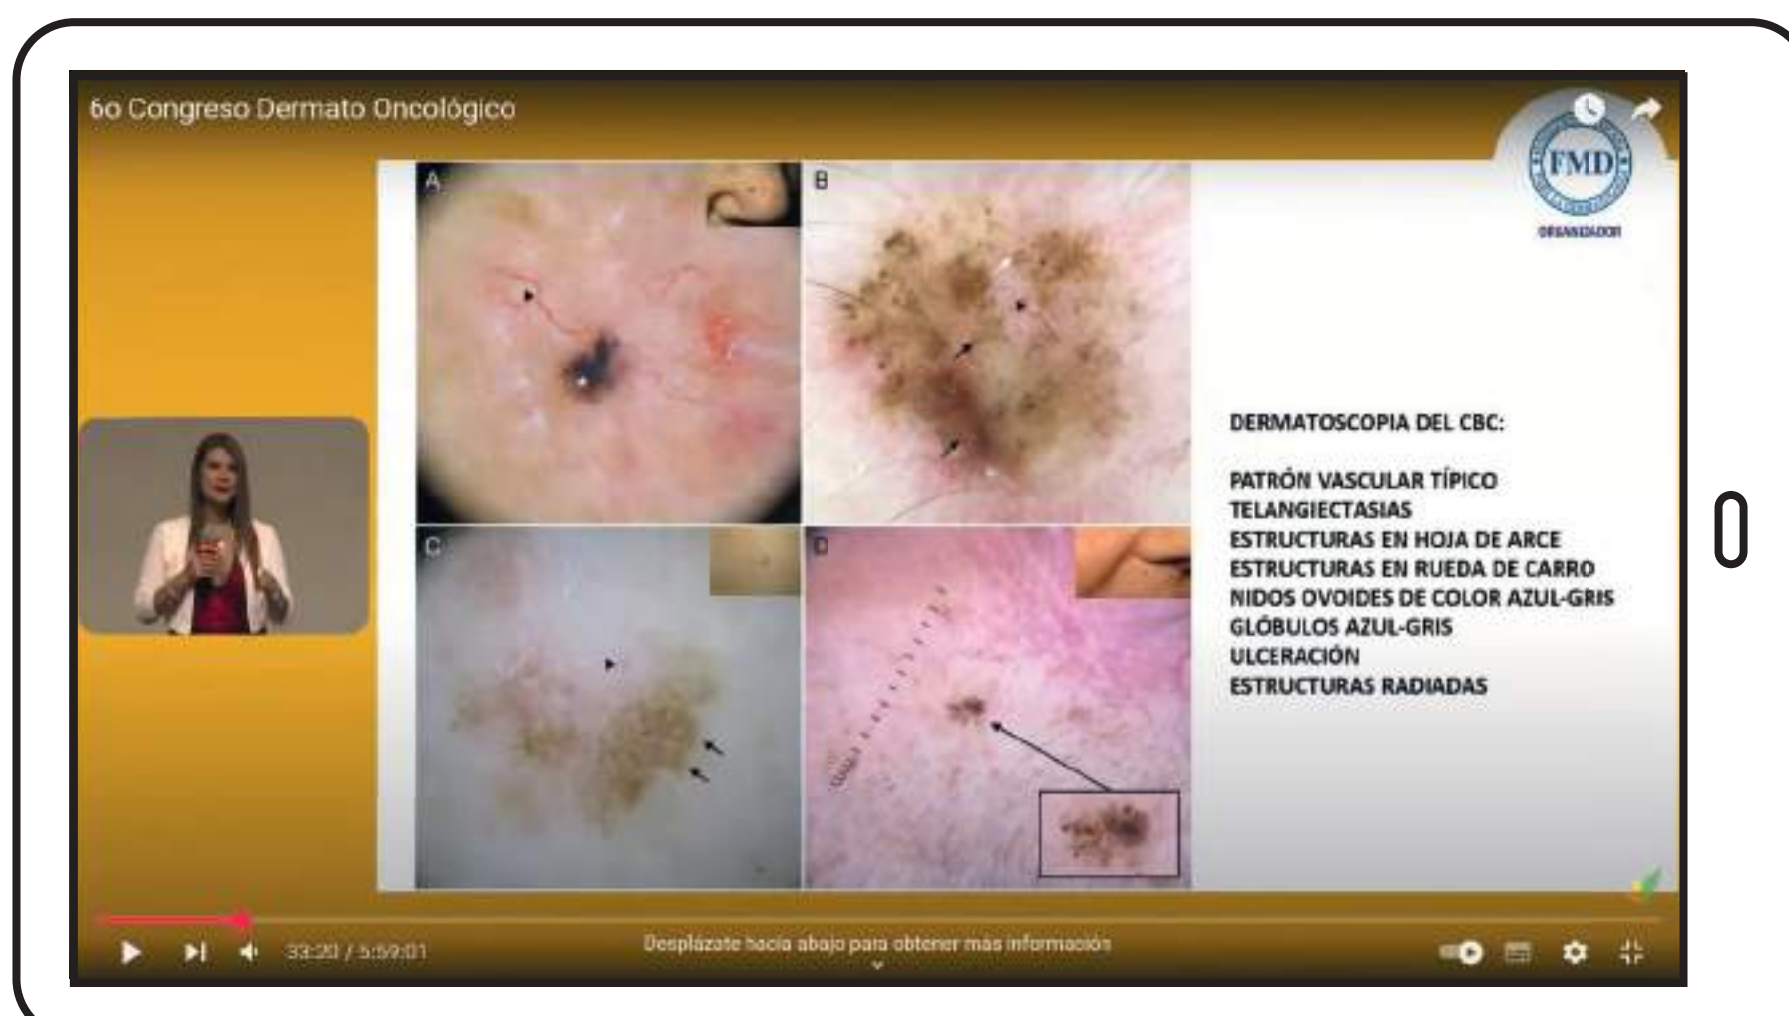 6o Congreso Dermato Oncológico
FMD
ORGANIZADOR
A
B
C
D
DERMATOSCOPIA DEL CBC:
PATRÓN VASCULAR TÍPICO
TELANGIECTASIAS
ESTRUCTURAS EN HOJA DE ARCE
ESTRUCTURAS EN RUEDA DE CARRO
NIDOS OVOIDES DE COLOR AZUL-GRIS
GLÓBULOS AZUL-GRIS
ULCERACIÓN
ESTRUCTURAS RADIADAS
33:20 / 5:59:01
Desplázate hacia abajo para obtener más información